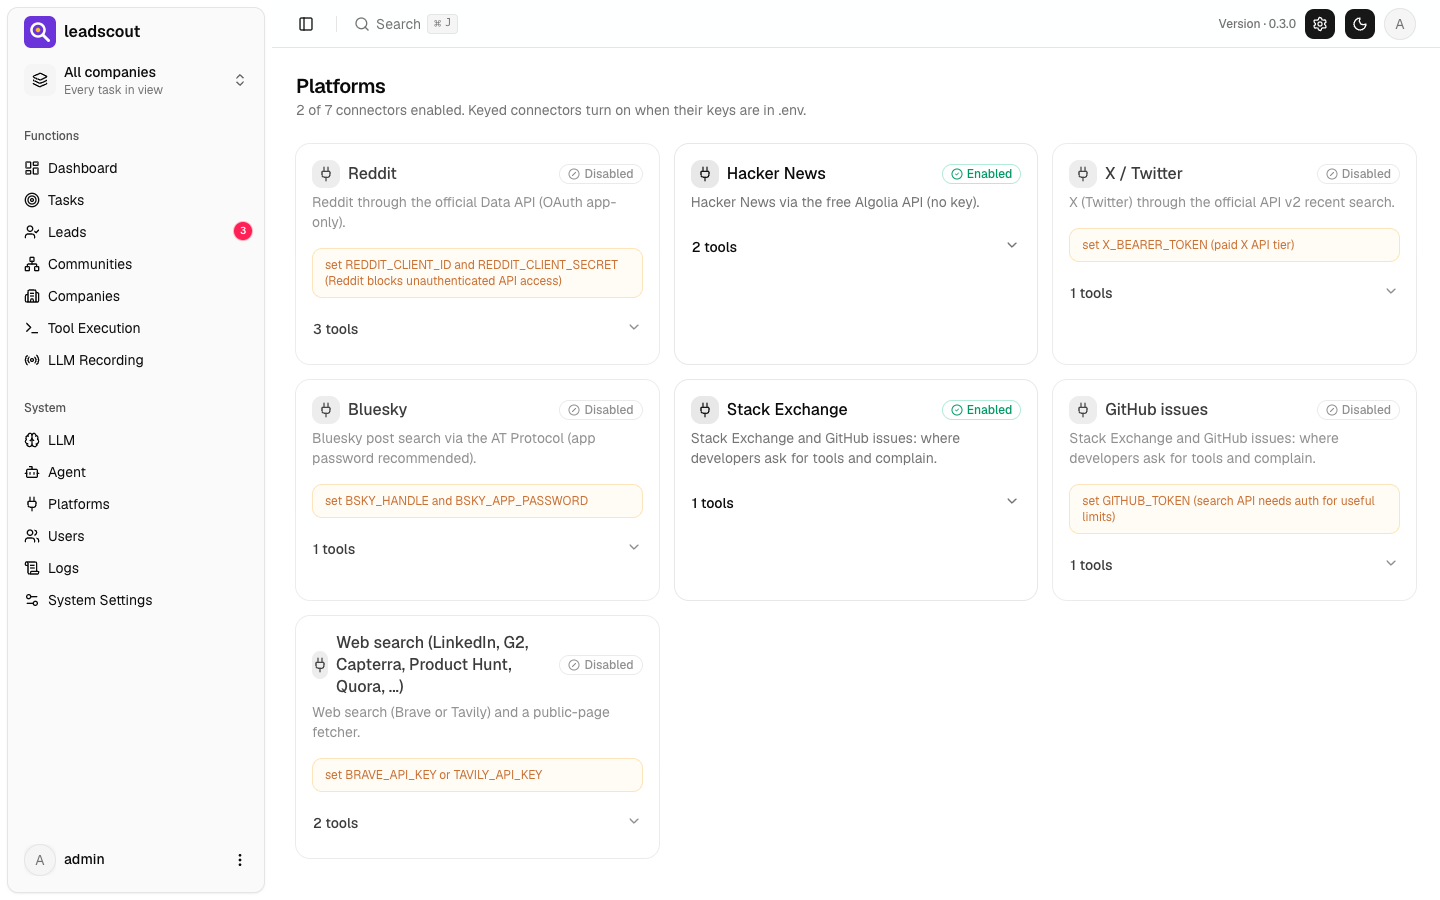 leadscout
All companies
Every task in view
Functions
Dashboard
Tasks
Leads
3
Communities
Companies
Tool Execution
LLM Recording
System
LLM
Agent
Platforms
Users
Logs
System Settings
A
admin
Search
⌘ J
Version · 0.3.0
A
Platforms
2 of 7 connectors enabled. Keyed connectors turn on when their keys are in .env.
Reddit
Disabled
Reddit through the official Data API (OAuth app-
only).
set REDDIT_CLIENT_ID and REDDIT_CLIENT_SECRET
(Reddit blocks unauthenticated API access)
3 tools
Hacker News
Enabled
Hacker News via the free Algolia API (no key).
2 tools
X / Twitter
Disabled
X (Twitter) through the official API v2 recent search.
set X_BEARER_TOKEN (paid X API tier)
1 tools
Bluesky
Disabled
Bluesky post search via the AT Protocol (app
password recommended).
set BSKY_HANDLE and BSKY_APP_PASSWORD
1 tools
Stack Exchange
Enabled
Stack Exchange and GitHub issues: where
developers ask for tools and complain.
1 tools
GitHub issues
Disabled
Stack Exchange and GitHub issues: where
developers ask for tools and complain.
set GITHUB_TOKEN (search API needs auth for useful
limits)
1 tools
Web search (LinkedIn, G2,
Capterra, Product Hunt,
Quora, …)
Disabled
Web search (Brave or Tavily) and a public-page
fetcher.
set BRAVE_API_KEY or TAVILY_API_KEY
2 tools